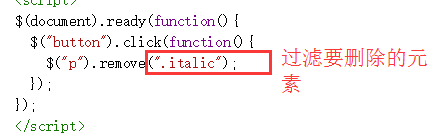 <script>
$(document).ready(function(){
  $("button").click(function(){
    $("p").remove(".italic");
  });
});
</script>
过滤要删除的元
素